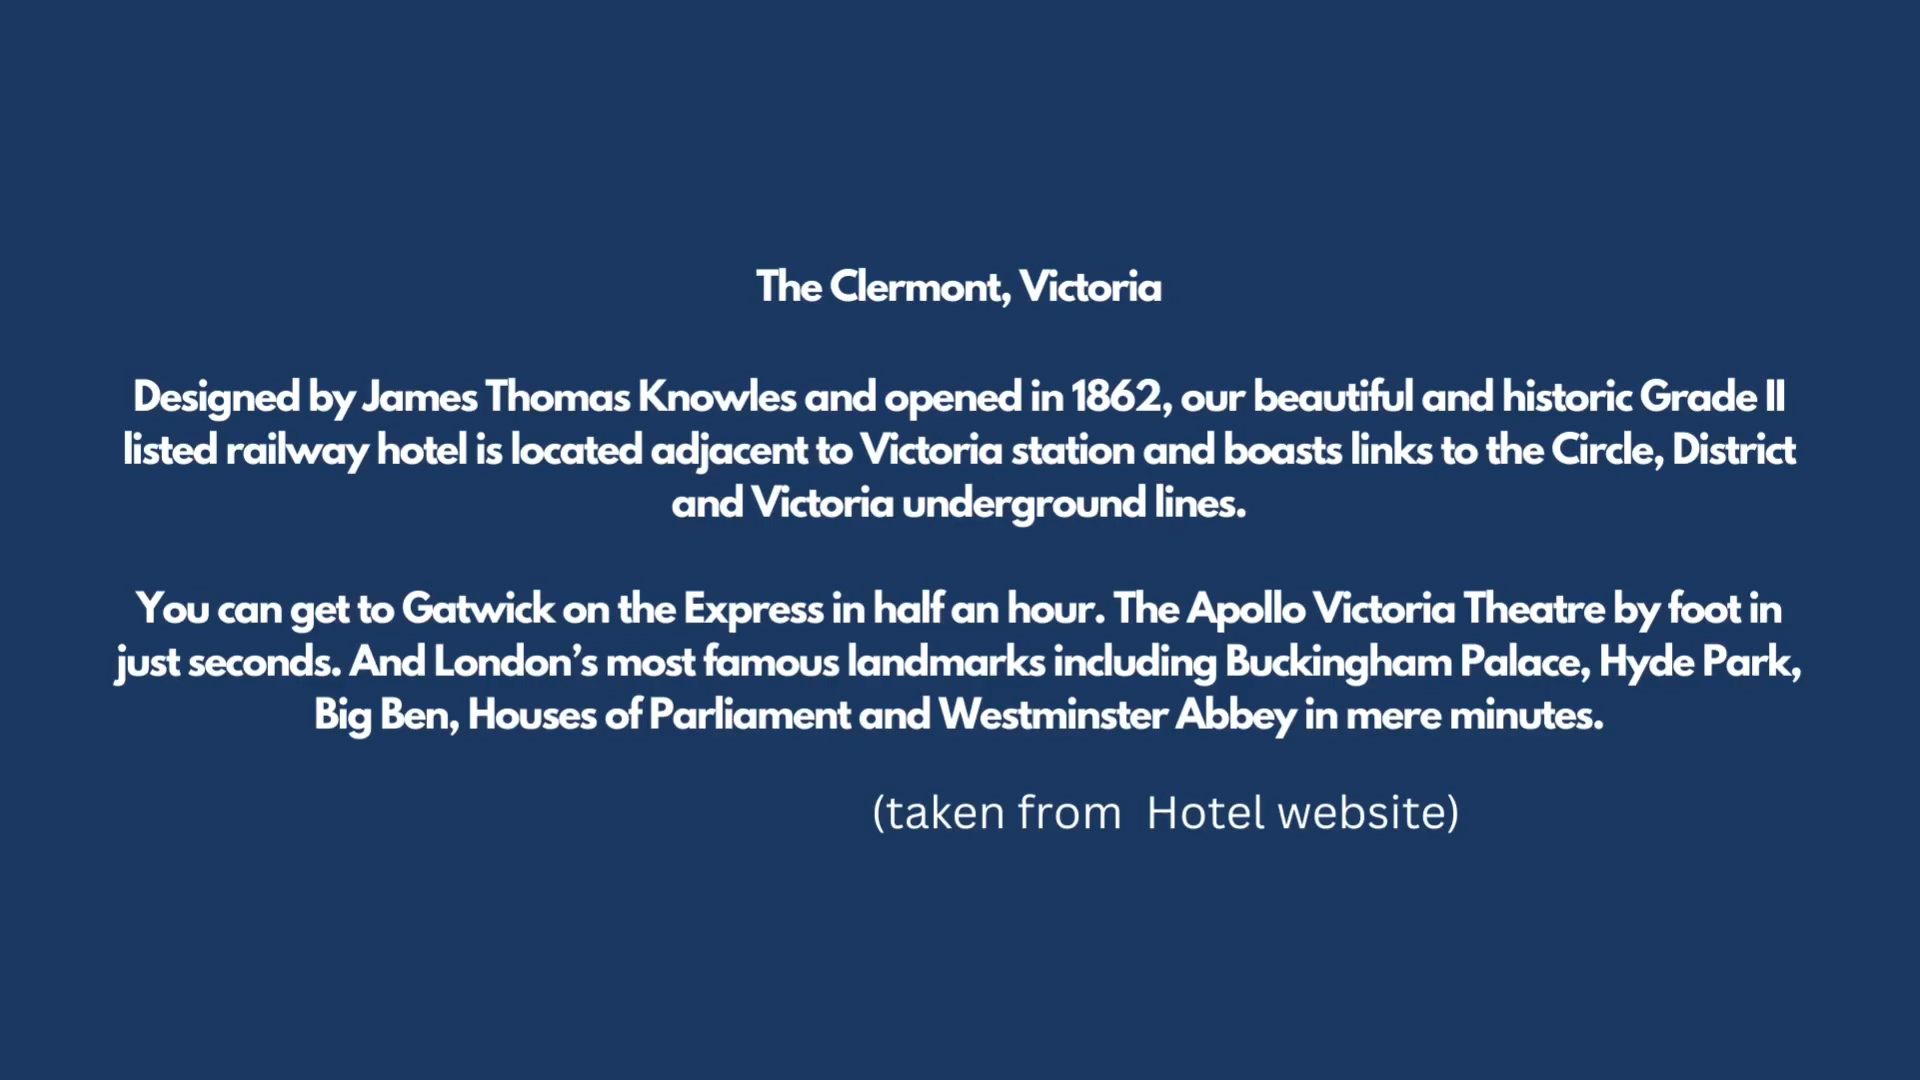 The Clermont, Victoria
Designed by James Thomas Knowles and opened in 1862, our beautiful and historic Grade II
listed railway hotel is located adjacent to Victoria station and boasts links to the Circle, District
and Victoria underground lines.
You can get to Gatwick on the Express in half an hour. The Apollo Victoria Theatre by foot in
just seconds. And London’s most famous landmarks including Buckingham Palace, Hyde Park,
Big Ben, Houses of Parliament and Westminster Abbey in mere minutes.
(taken from  Hotel website)